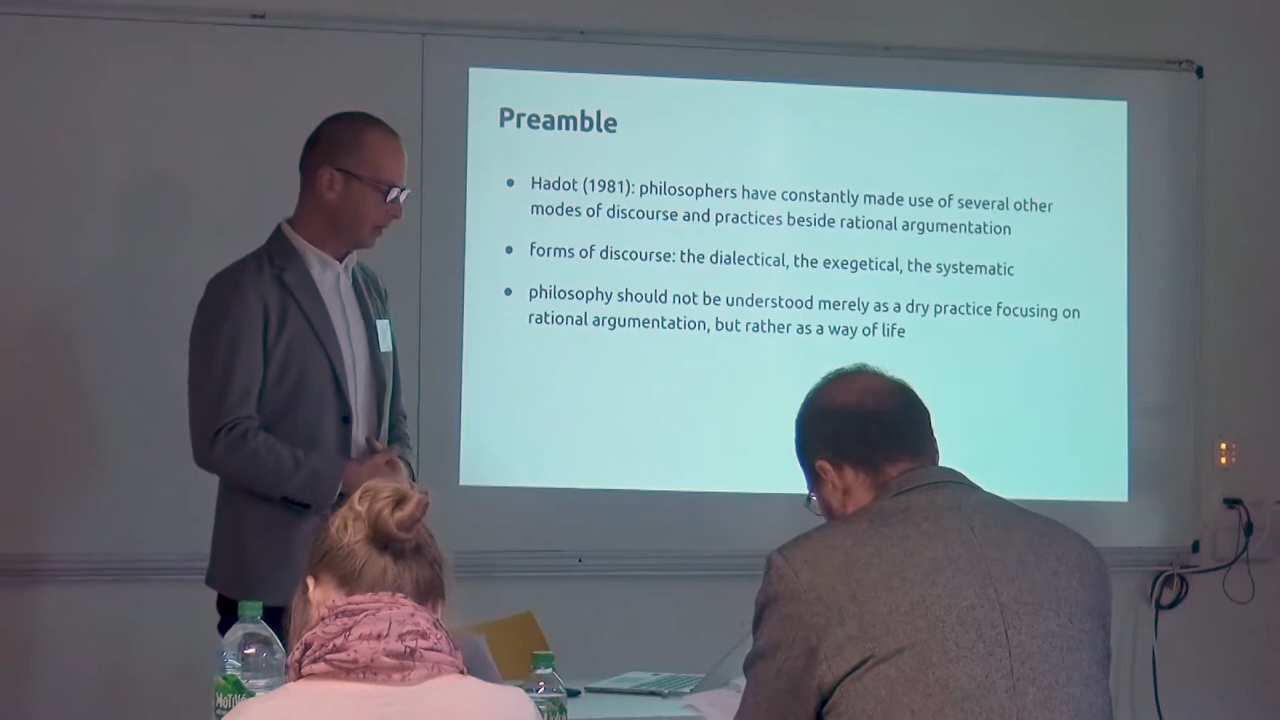 Preamble
Hadot (1981): philosophers have constantly made use of several other
modes of discourse and practices beside rational argumentation
forms of discourse: the dialectical, the exegetical, the systematic
philosophy should not be understood merely as a dry practice focusing on
rational argumentation, but rather as a way of life